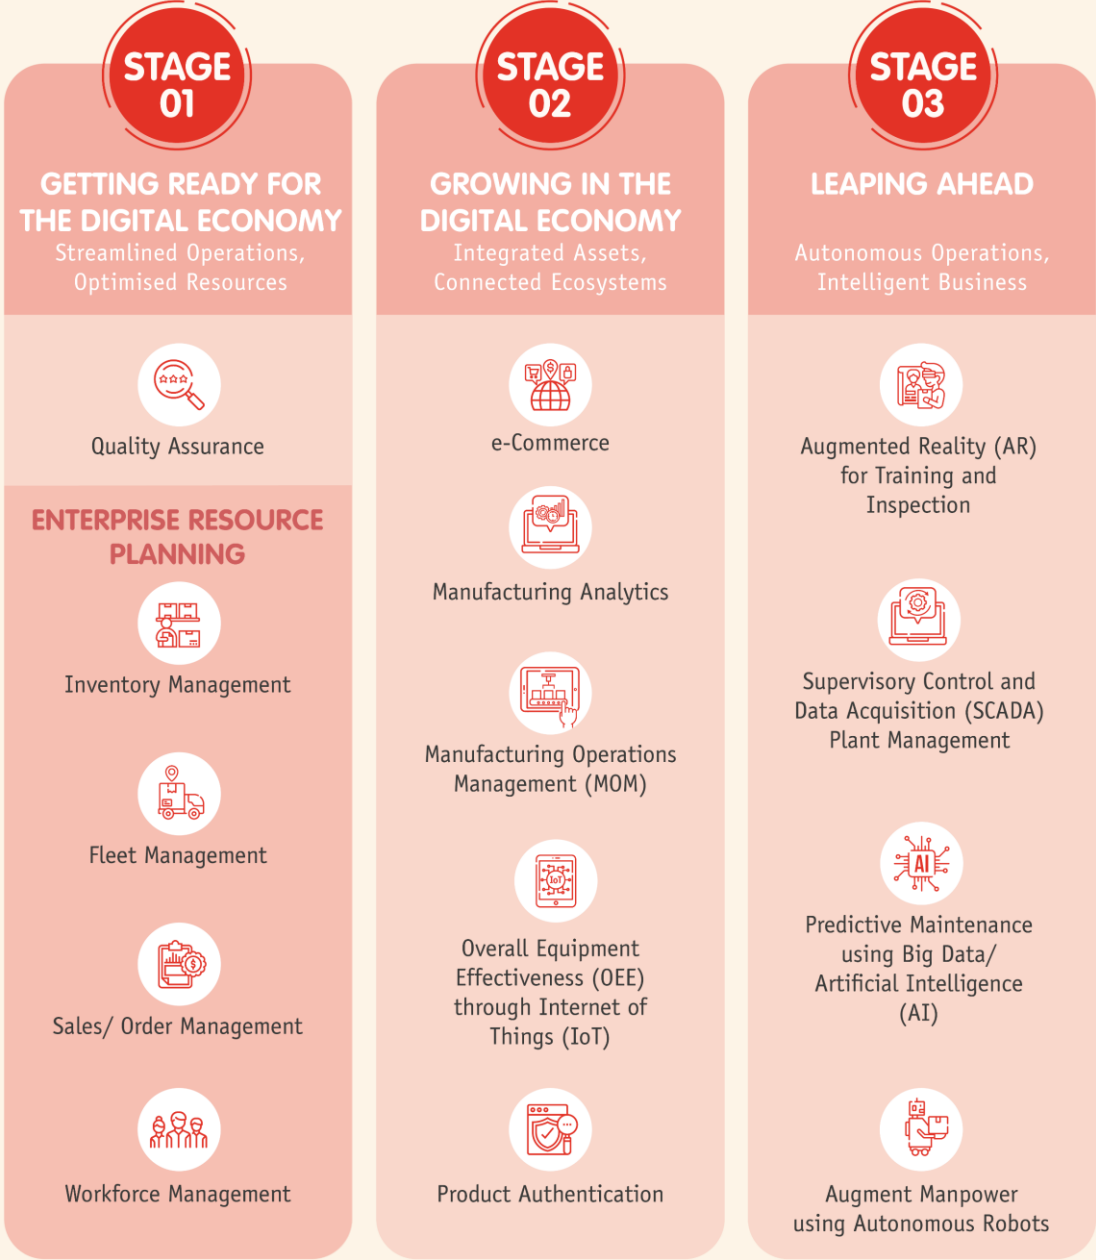 STAGE
01
GETTING READY FOR
THE DIGITAL ECONOMY
Streamlined Operations,
Optimised Resources
Quality Assurance
ENTERPRISE RESOURCE
PLANNING
Inventory Management
Fleet Management
Sales/ Order Management
Workforce Management
STAGE
02
GROWING IN THE
DIGITAL ECONOMY
Integrated Assets,
Connected Ecosystems
e-Commerce
Manufacturing Analytics
Manufacturing Operations
Management (MOM)
IoT
Overall Equipment
Effectiveness (OEE)
through Internet of
Things (IoT)
Product Authentication
STAGE
03
LEAPING AHEAD
Autonomous Operations,
Intelligent Business
Augmented Reality (AR)
for Training and
Inspection
Supervisory Control and
Data Acquisition (SCADA)
Plant Management
AI
Predictive Maintenance
using Big Data/
Artificial Intelligence
(AI)
Augment Manpower
using Autonomous Robots